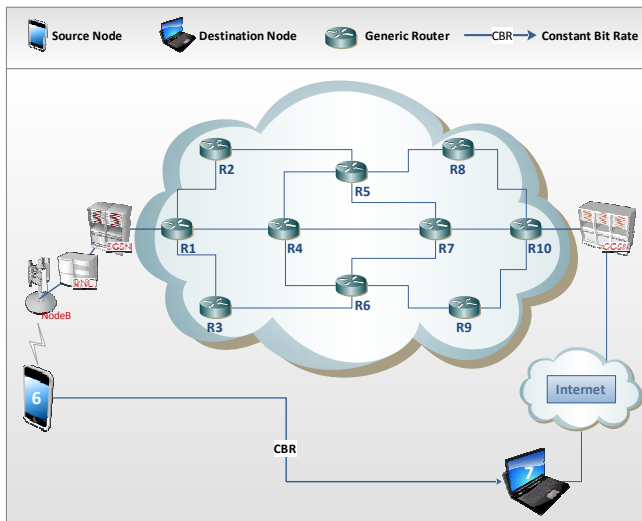 Source Node
Destination Node
Generic Router
CBR
Constant Bit Rate
R2
R8
R5
SGSN
R1
R4
R7
R10
GGSN
RNC
NodeB
R3
R6
R9
6
Internet
CBR
7